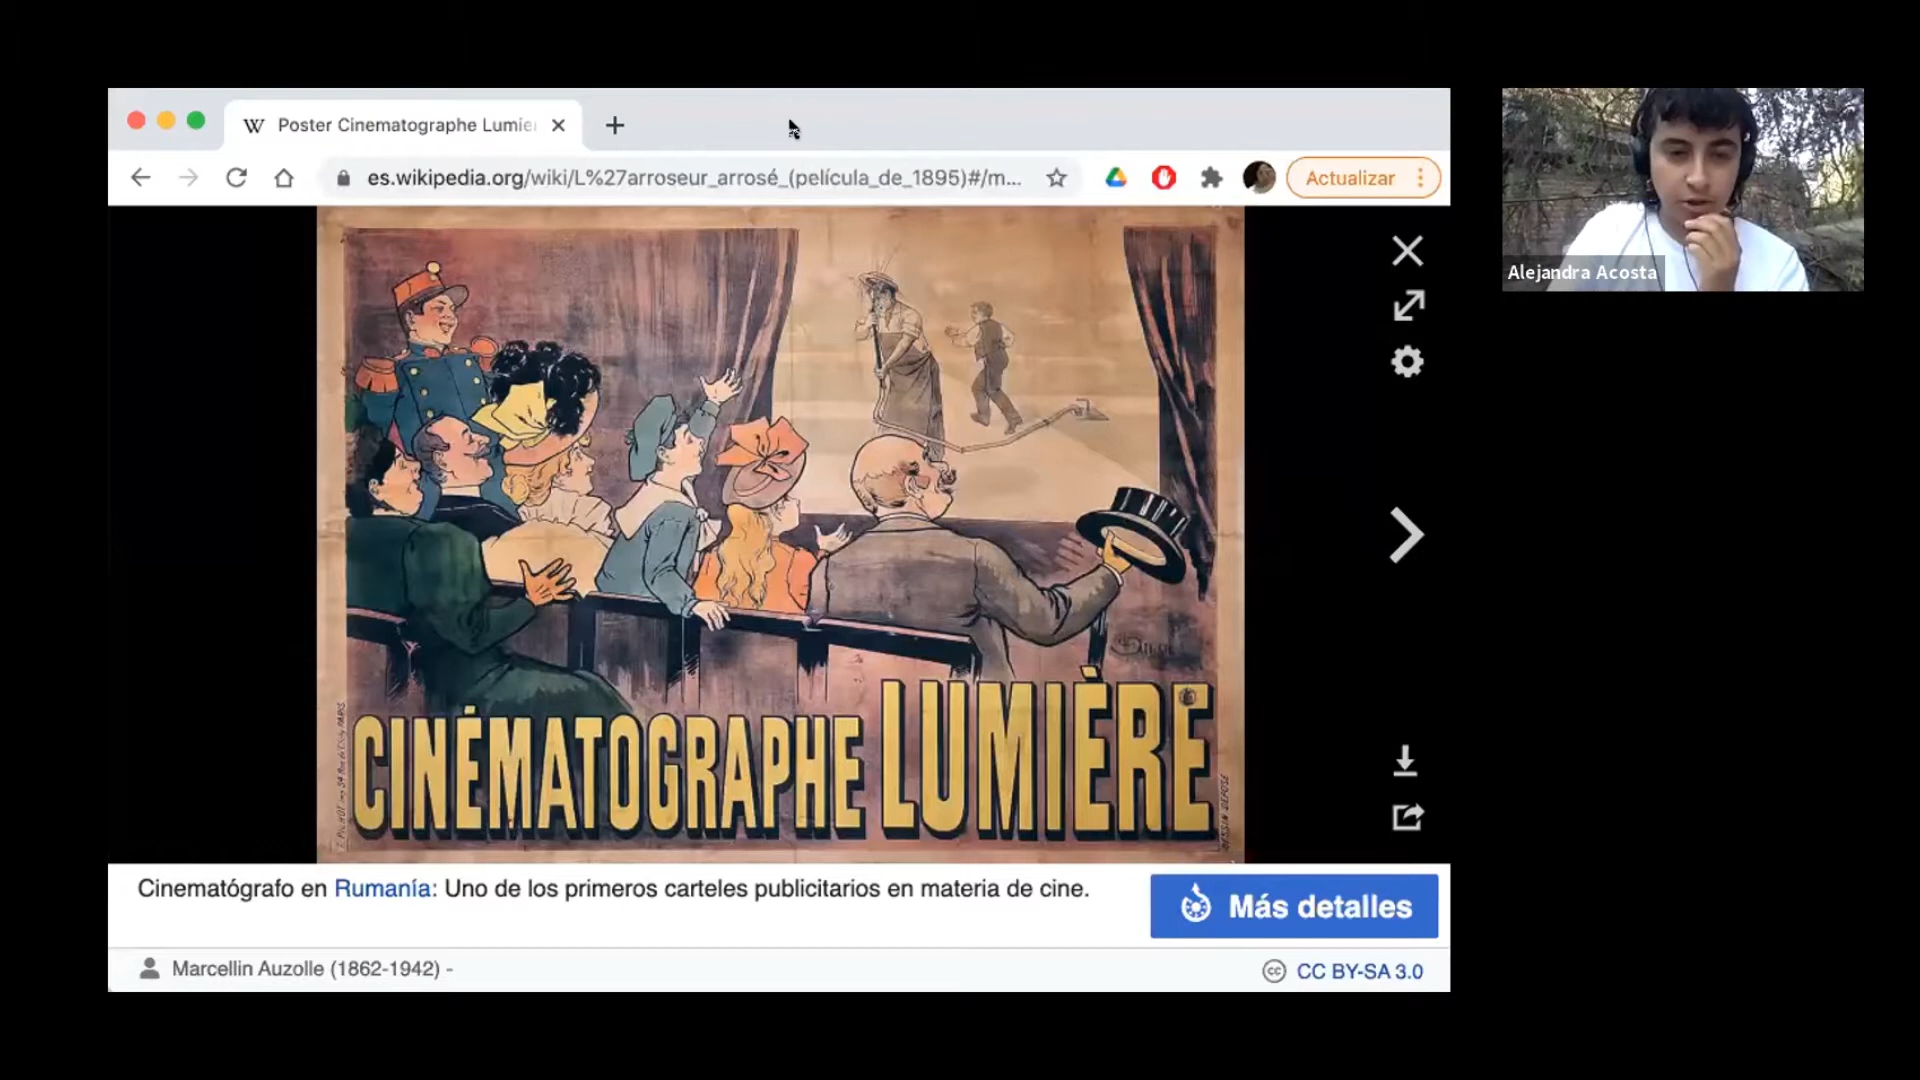 Poster Cinematographe Lumie
es.wikipedia.org/wiki/L%27arroseur_arrosé_(película_de_1895)#/m...
Actualizar
Alejandra Acosta
CINÉMATOGRAPHE LUMIÈRE
DESSIN DÉPOSÉ
Cinematógrafo en Rumanía: Uno de los primeros carteles publicitarios en materia de cine.
Más detalles
Marcellin Auzolle (1862-1942) -
CC BY-SA 3.0